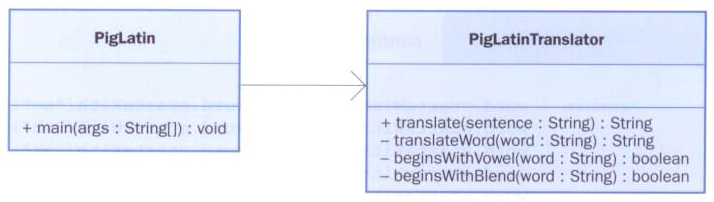 PigLatin
+ main(args : String[]) : void
PigLatinTranslator
+ translate(sentence : String) : String
– translateWord(word : String) : String
– beginsWithVowel(word : String) : boolean
– beginsWithBlend(word : String) : boolean